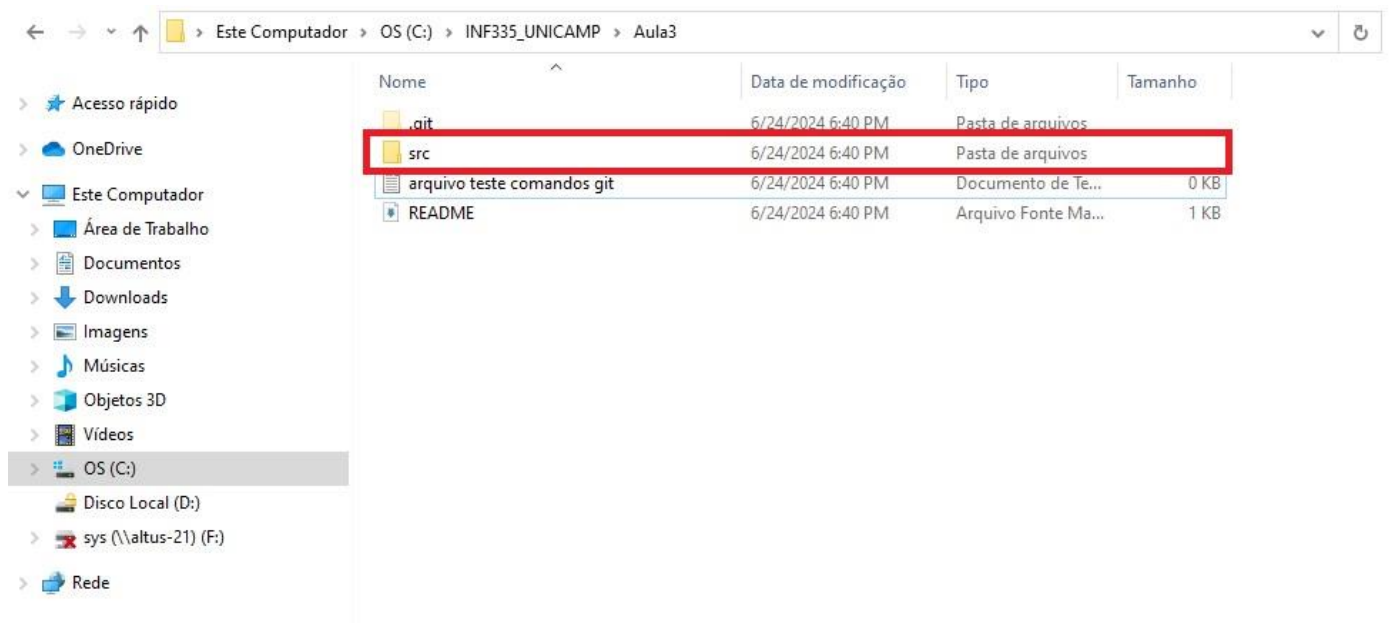 Este Computador > OS (C:) > INF335_UNICAMP > Aula3
Nome Data de modificação Tipo Tamanho
.git 6/24/2024 6:40 PM Pasta de arquivos
src 6/24/2024 6:40 PM Pasta de arquivos
arquivo teste comandos git 6/24/2024 6:40 PM Documento de Te... 0 KB
README 6/24/2024 6:40 PM Arquivo Fonte Ma... 1 KB
Acesso rápido
OneDrive
Este Computador
Área de Trabalho
Documentos
Downloads
Imagens
Músicas
Objetos 3D
Vídeos
OS (C:)
Disco Local (D:)
sys (\\altus-21) (F:)
Rede